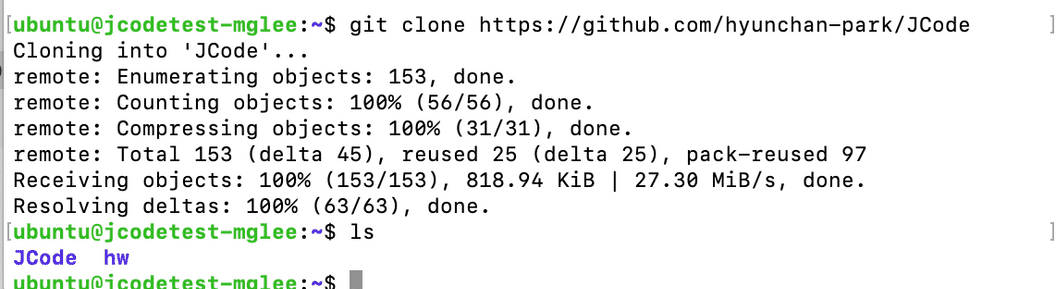 [ubuntu@jcodetest-mglee:~$ git clone https://github.com/hyunchan-park/JCode ]
Cloning into 'JCode'...
remote: Enumerating objects: 153, done.
remote: Counting objects: 100% (56/56), done.
remote: Compressing objects: 100% (31/31), done.
remote: Total 153 (delta 45), reused 25 (delta 25), pack-reused 97
Receiving objects: 100% (153/153), 818.94 KiB | 27.30 MiB/s, done.
Resolving deltas: 100% (63/63), done.
[ubuntu@jcodetest-mglee:~$ ls ]
JCode hw
ubuntu@jcodetest-mglee:~$